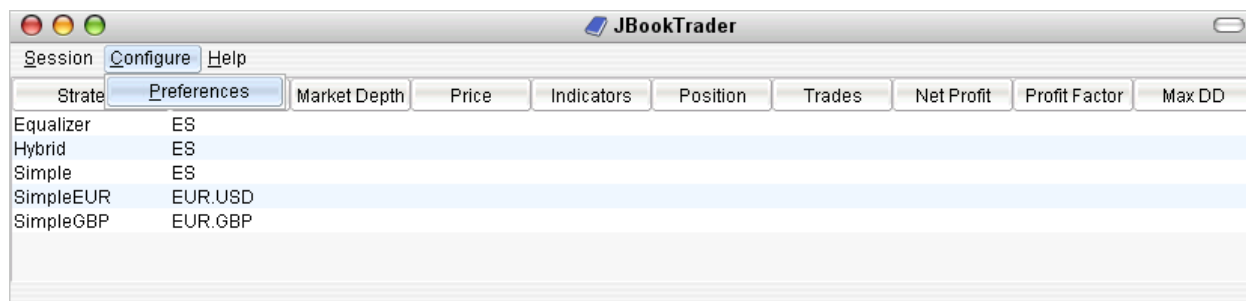 JBookTrader
Session Configure Help
Strate Preferences Market Depth Price Indicators Position Trades Net Profit Profit Factor Max DD
Equalizer ES
Hybrid ES
Simple ES
SimpleEUR EUR.USD
SimpleGBP EUR.GBP